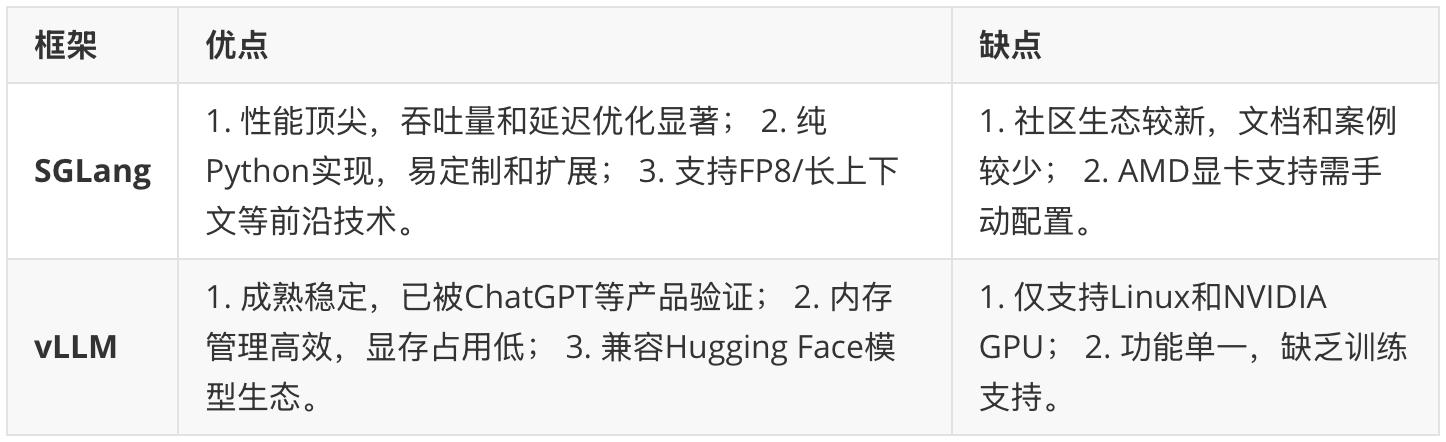 框架
优点
缺点
SGLang
1. 性能顶尖，吞吐量和延迟优化显著； 2. 纯
Python实现，易定制和扩展； 3. 支持FP8/长上下
文等前沿技术。
1. 社区生态较新，文档和案例
较少； 2. AMD显卡支持需手
动配置。
vLLM
1. 成熟稳定，已被ChatGPT等产品验证； 2. 内存
管理高效，显存占用低； 3. 兼容Hugging Face模
型生态。
1. 仅支持Linux和NVIDIA
GPU； 2. 功能单一，缺乏训练
支持。